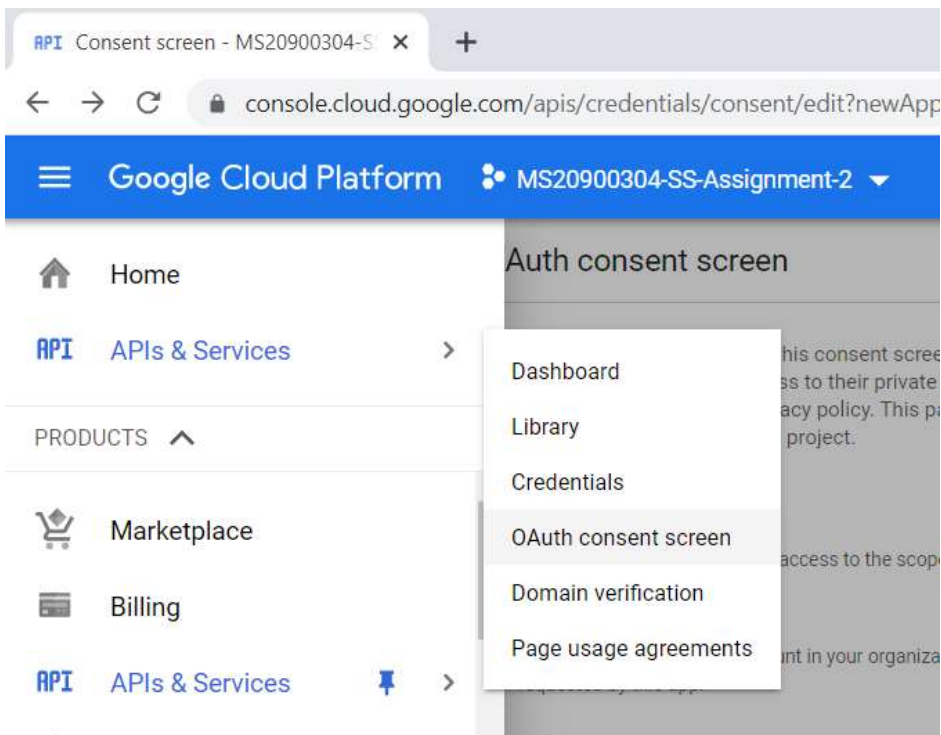 API Consent screen - MS20900304-S
console.cloud.google.com/apis/credentials/consent/edit?newApp
Google Cloud Platform MS20900304-SS-Assignment-2
Home
Auth consent screen
API APIs & Services
his consent scree
ss to their private
acy policy. This pa
project.
Dashboard
Library
Credentials
OAuth consent screen
Domain verification
Page usage agreements
access to the scop
int in your organiza
PRODUCTS
Marketplace
Billing
API APIs & Services